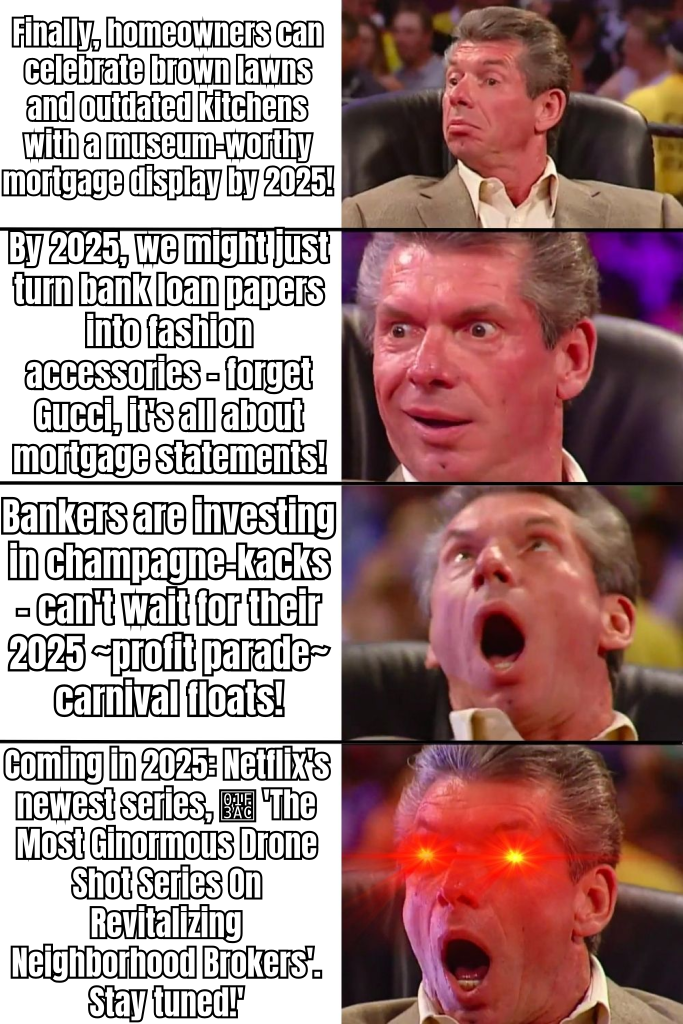 Finally, homeowners can
celebrate brown lawns
and outdated kitchens
with a museum-worthy
mortgage display by 2025!
By 2025, we might just
turn bank loan papers
into fashion
accessories - forget
Gucci, it's all about
mortgage statements!
Bankers are investing
in champagne-kacks
- can't wait for their
2025 ~profit parade~
carnival floats!
Coming in 2025: Netflix's
newest series, 🎬 'The
Most Ginormous Drone
Shot Series On
Revitalizing
Neighborhood Brokers'.
Stay tuned!'